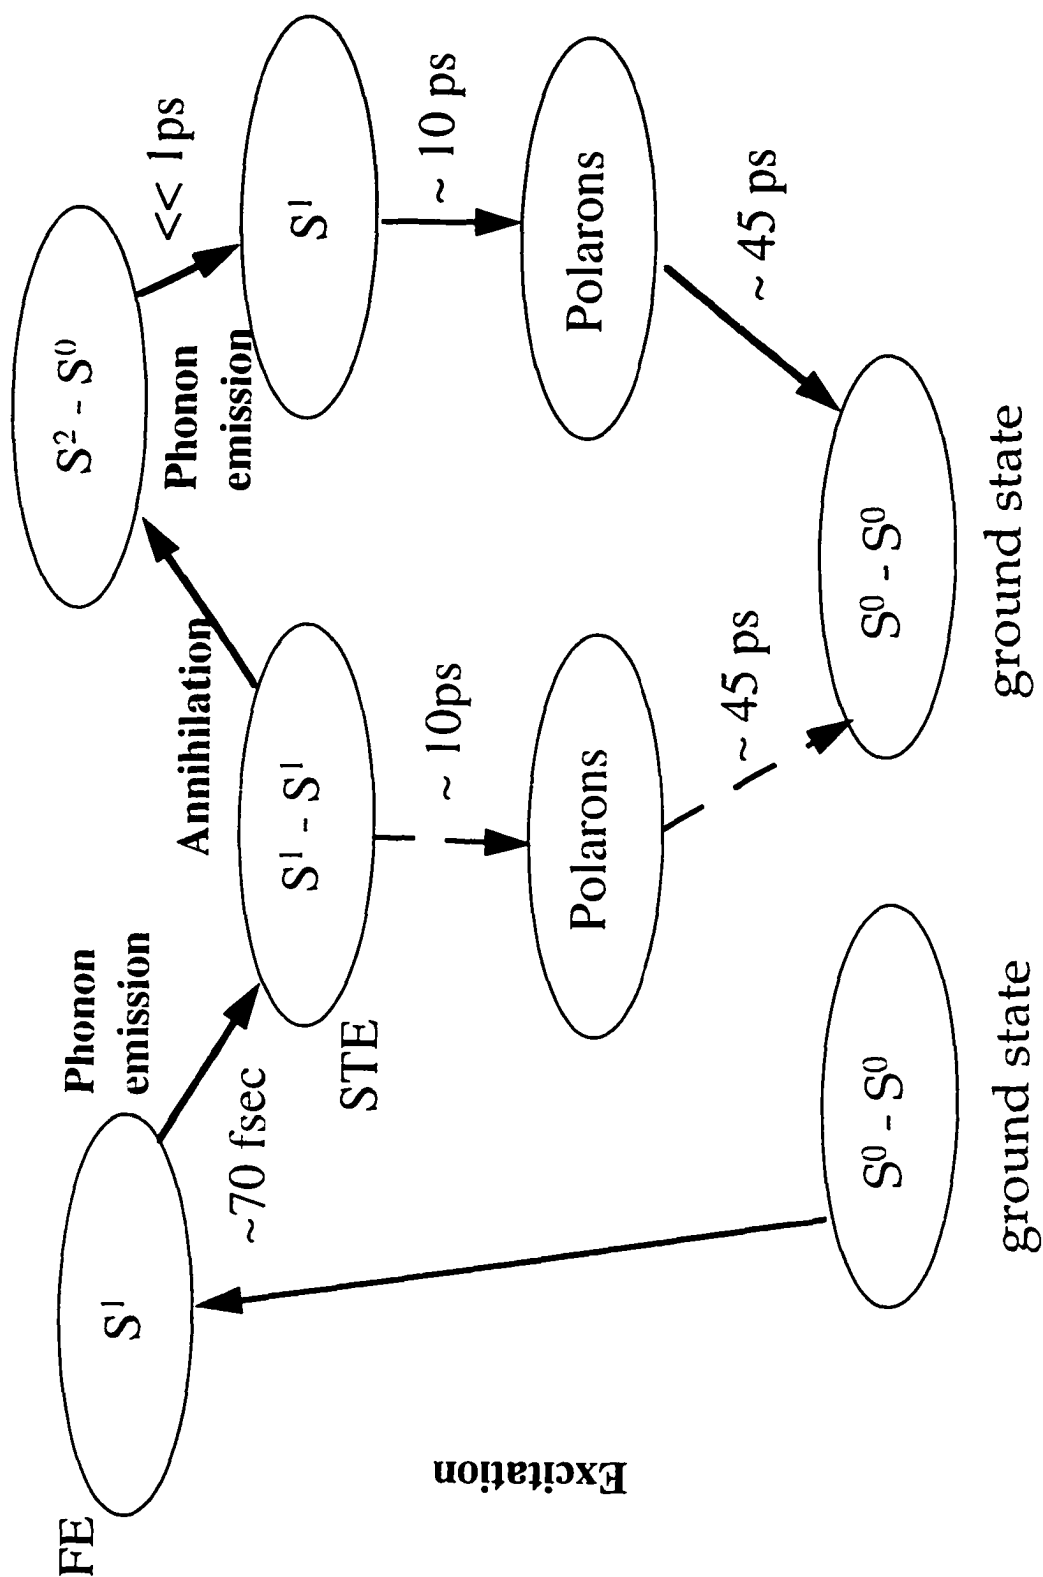 FE
S¹
Phonon
emission
~70 fsec
STE
S¹ - S¹
Annihilation
S² - S⁰
Phonon
emission
<< 1ps
S¹
~ 10 ps
Polarons
~ 45 ps
~ 10ps
Polarons
~ 45 ps
Excitation
S⁰ - S⁰
ground state
S⁰ - S⁰
ground state